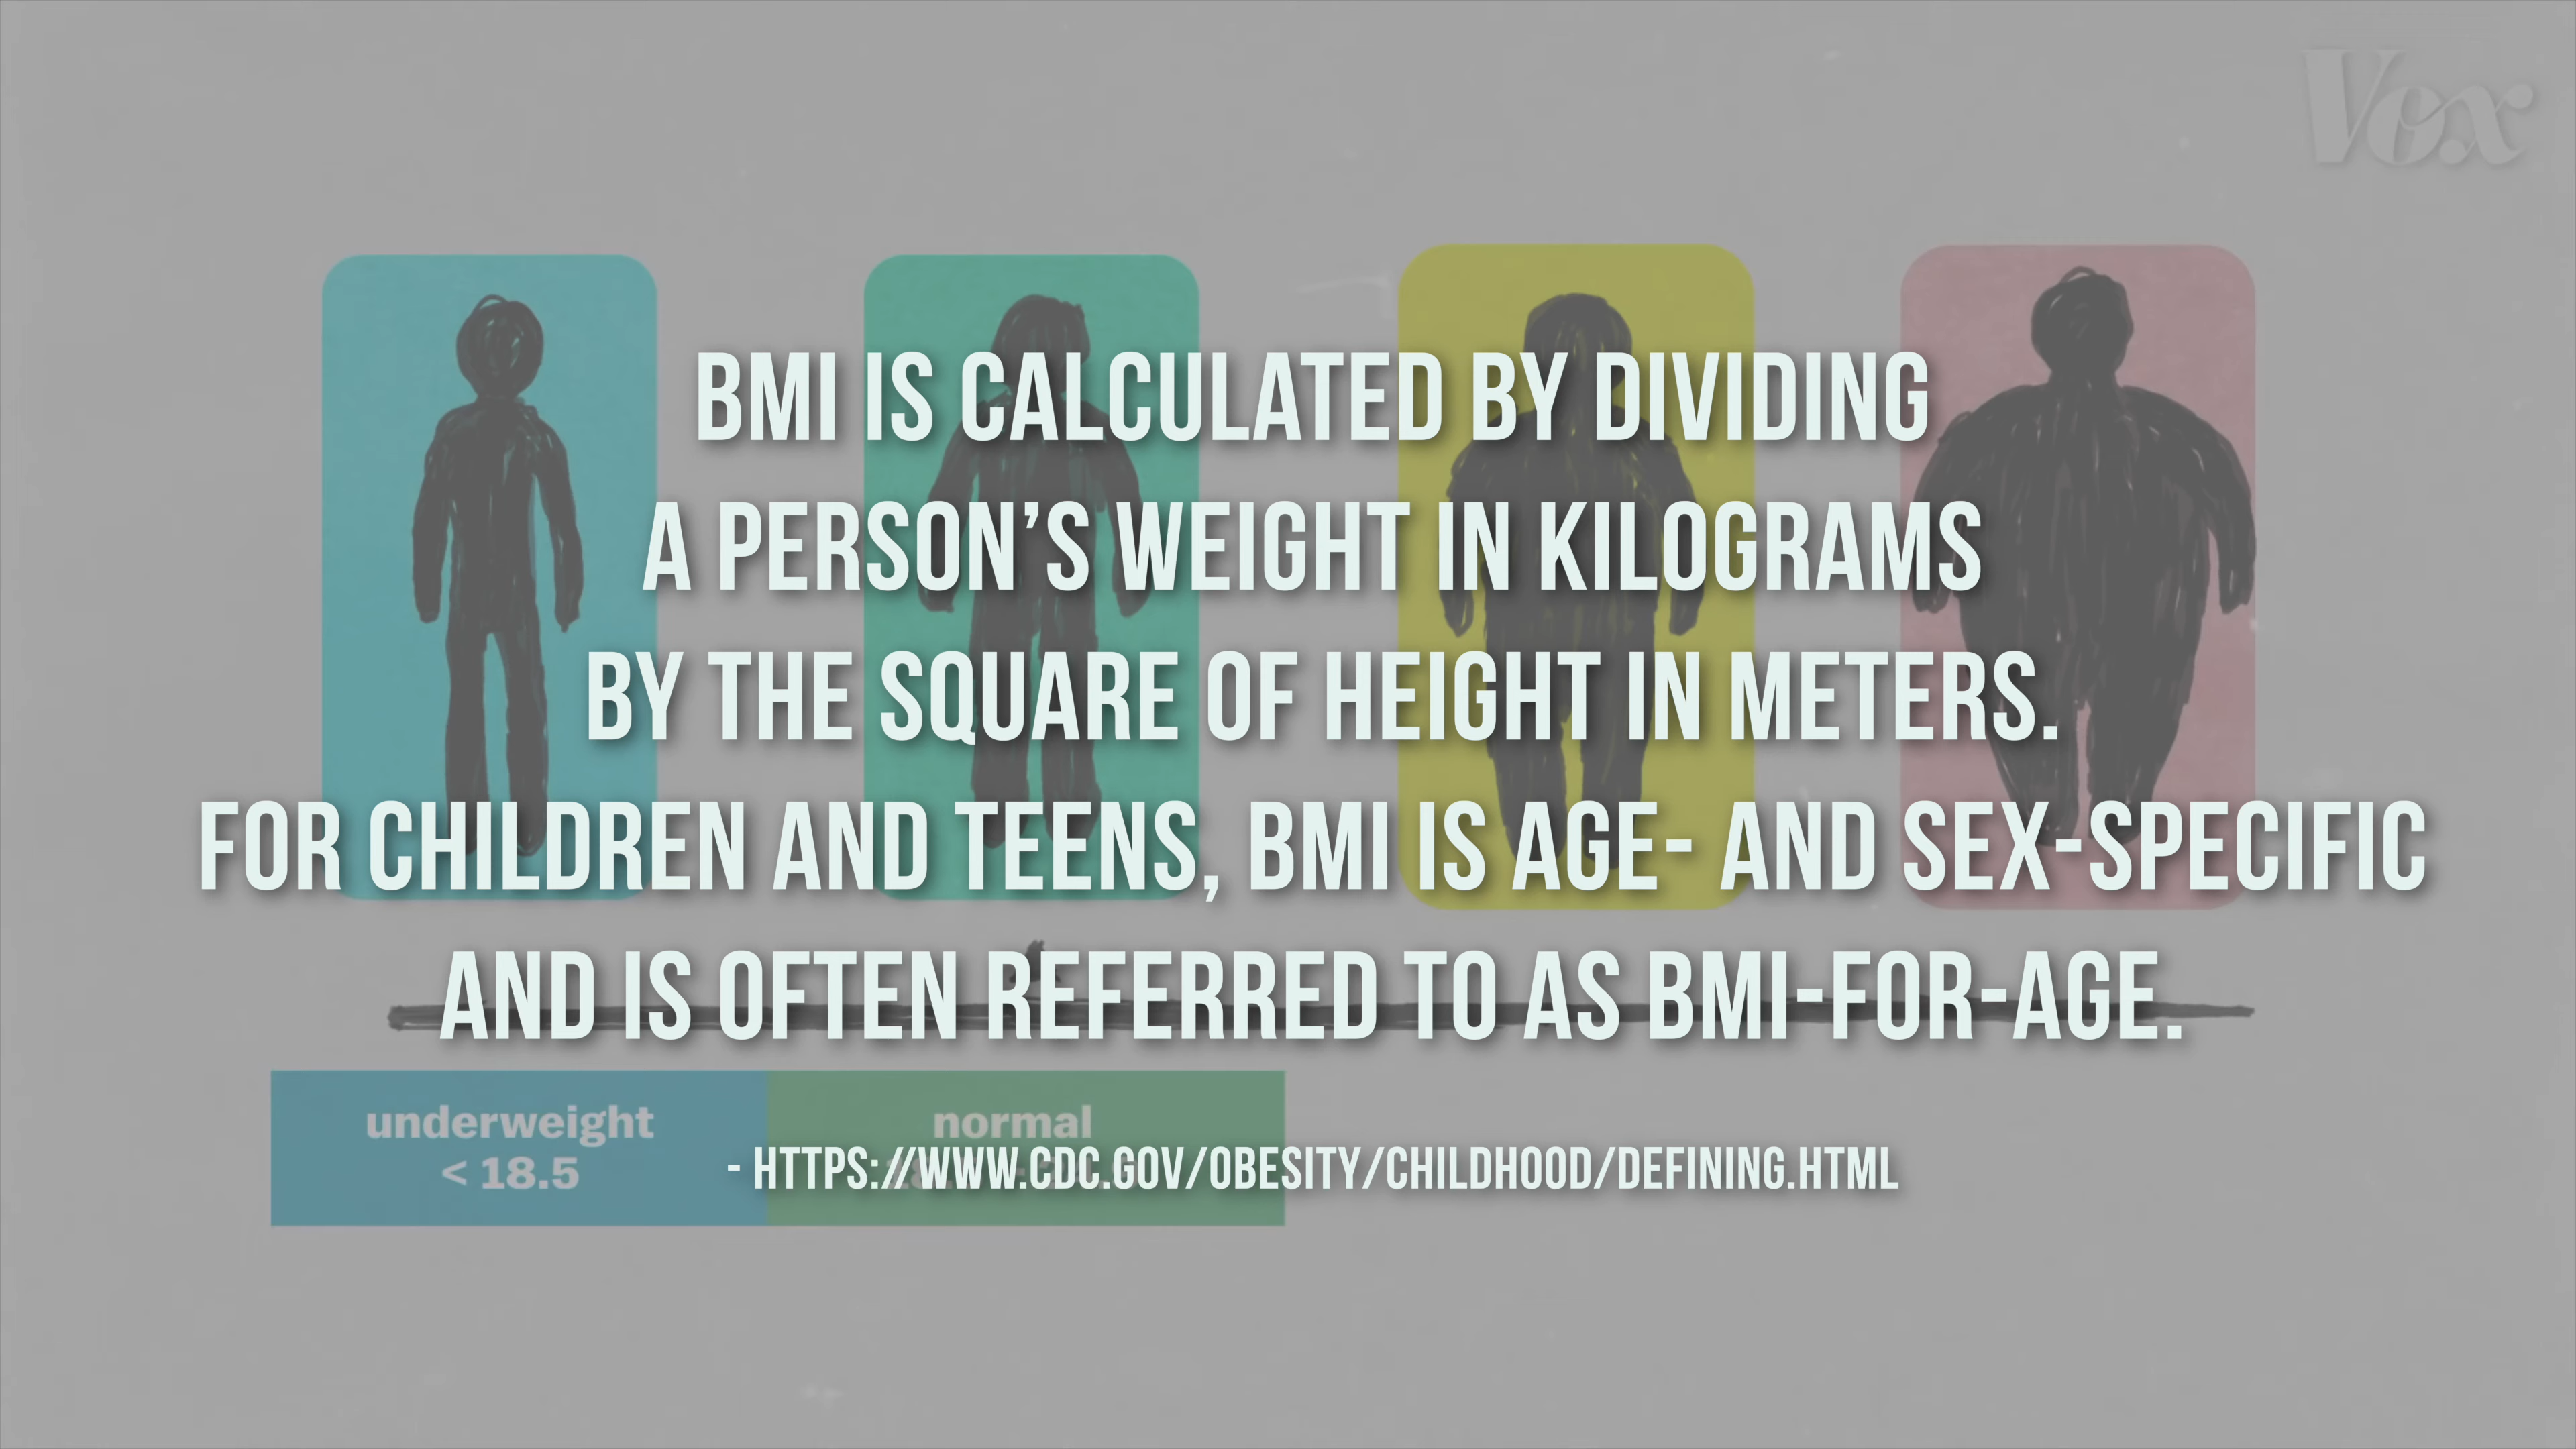 Vox
BMI IS CALCULATED BY DIVIDING
A PERSON'S WEIGHT IN KILOGRAMS
BY THE SQUARE OF HEIGHT IN METERS.
FOR CHILDREN AND TEENS, BMI IS AGE- AND SEX-SPECIFIC
AND IS OFTEN REFERRED TO AS BMI-FOR-AGE.
underweight
< 18.5
normal
- HTTPS://WWW.CDC.GOV/OBESITY/CHILDHOOD/DEFINING.HTML